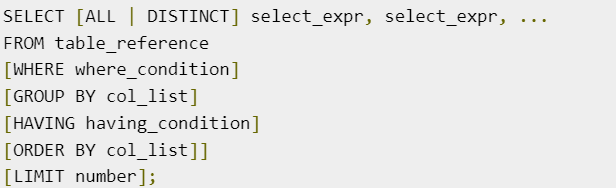 SELECT [ALL | DISTINCT] select_expr, select_expr, ...
FROM table_reference
[WHERE where_condition]
[GROUP BY col_list]
[HAVING having_condition]
[ORDER BY col_list]]
[LIMIT number];